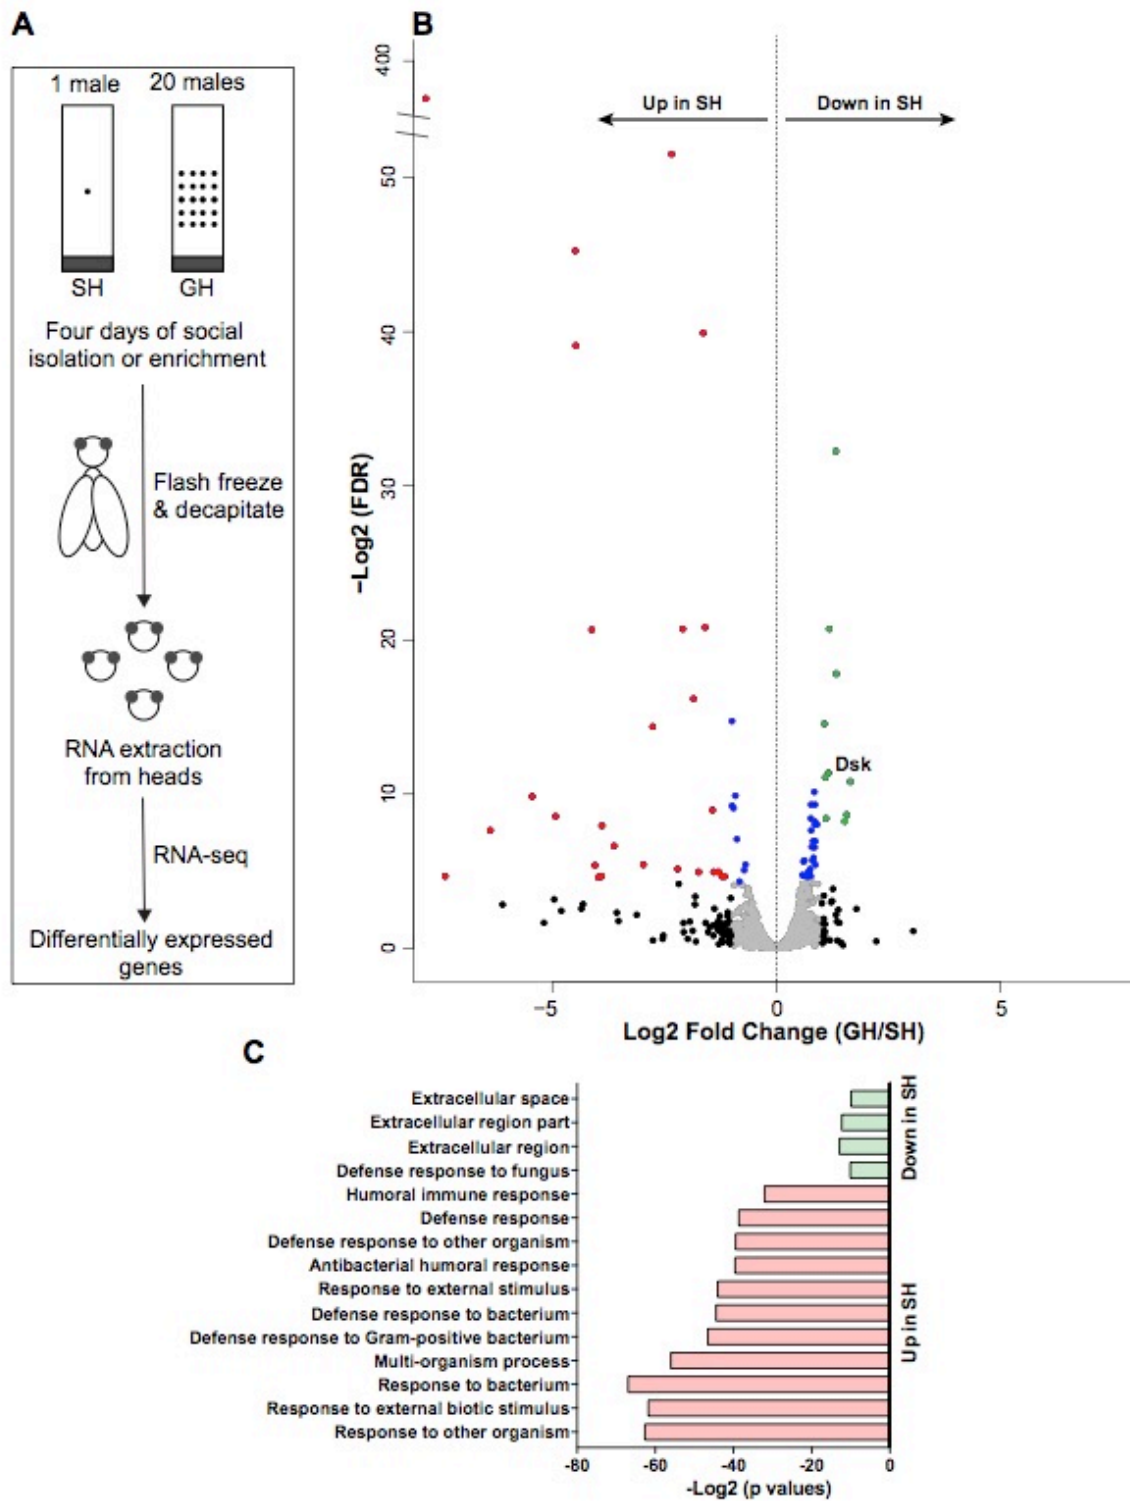 A
1 male 20 males
SH GH
Four days of social
isolation or enrichment
Flash freeze
& decapitate
RNA extraction
from heads
RNA-seq
Differentially expressed
genes
B
400
50
40
30
20
10
0
−Log2 (FDR)
Up in SH Down in SH
Dsk
−5 0 5
Log2 Fold Change (GH/SH)
C
Extracellular space
Extracellular region part
Extracellular region
Defense response to fungus
Humoral immune response
Defense response
Defense response to other organism
Antibacterial humoral response
Response to external stimulus
Defense response to bacterium
Defense response to Gram-positive bacterium
Multi-organism process
Response to bacterium
Response to external biotic stimulus
Response to other organism
Down in SH
Up in SH
-80 -60 -40 -20 0
-Log2 (p values)